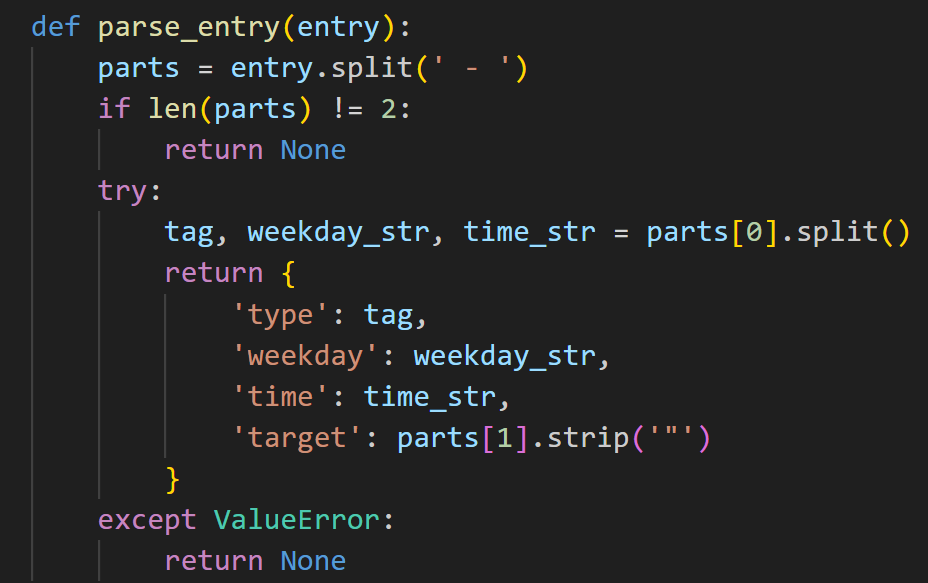 def parse_entry(entry):
    parts = entry.split(' - ')
    if len(parts) != 2:
        return None
    try:
        tag, weekday_str, time_str = parts[0].split()
        return {
            'type': tag,
            'weekday': weekday_str,
            'time': time_str,
            'target': parts[1].strip('"')
        }
    except ValueError:
        return None